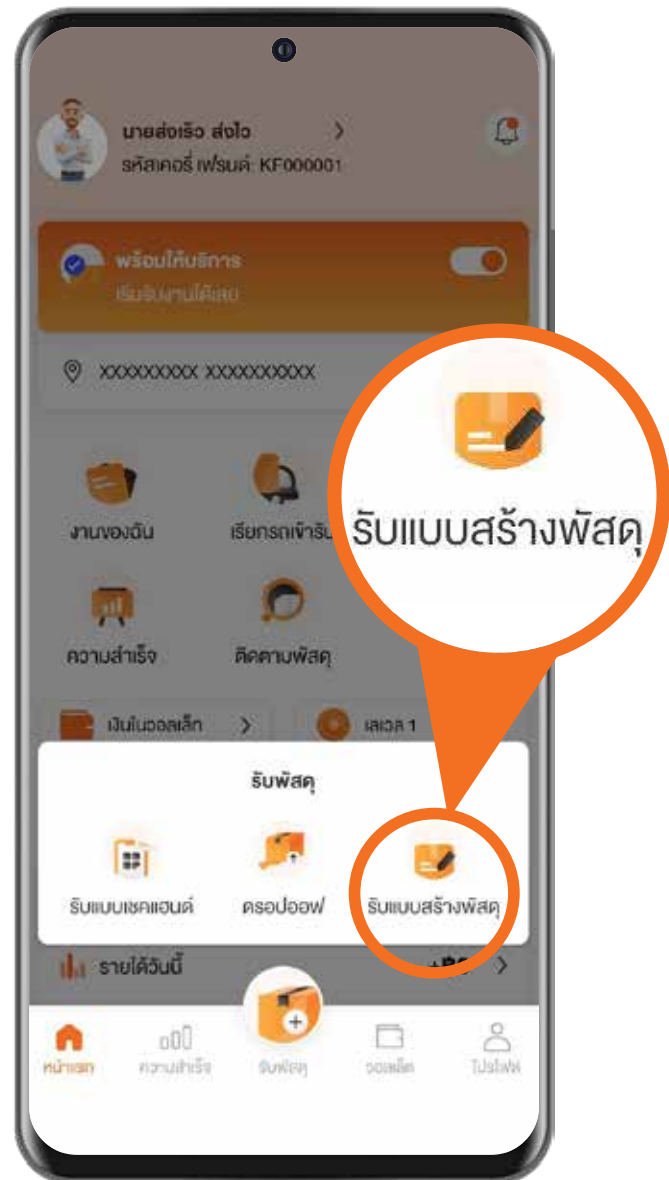 นายส่งเร็ว ส่งไว
รหัสเคอรี่ เฟรนด์: KF000001
พร้อมให้บริการ
เริ่มรับงานได้เลย
XXXXXXXXX XXXXXXXXXX
รับแบบสร้างพัสดุ
งานของฉัน
เรียกรถเข้ารับ
ความสำเร็จ
ติดตามพัสดุ
เงินในวอลเล็ท
เลเวล 1
รับพัสดุ
รับแบบเชคแฮนด์
ดรอปออฟ
รับแบบสร้างพัสดุ
รายได้วันนี้
หน้าแรก
ความสำเร็จ
รับพัสดุ
วอลเล็ต
โปรไฟล์